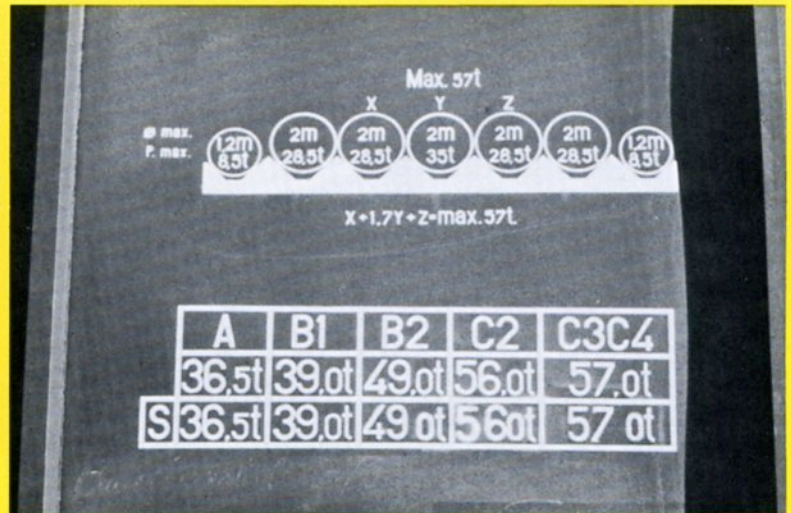 Max. 57t
X Y Z
ø max. 1,2m 2m 2m 2m 2m 2m 1,2m
P. max. 8,5t 28,5t 28,5t 35t 28,5t 28,5t 8,5t
X+1,7Y+Z=max.57t.
A B1 B2 C2 C3C4
36,5t 39,0t 49,0t 56,0t 57,0t
S 36,5t 39,0t 49 0t 56 0t 57 0t